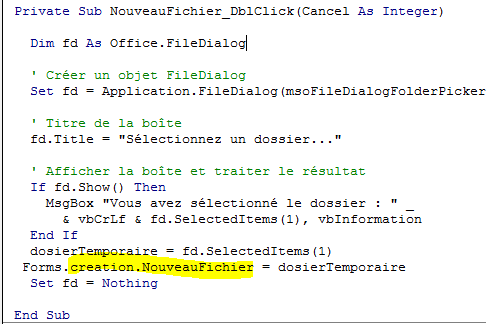 Private Sub NouveauFichier_DblClick(Cancel As Integer)
Dim fd As Office.FileDialog
' Créer un objet FileDialog
Set fd = Application.FileDialog(msoFileDialogFolderPicker
' Titre de la boîte
fd.Title = "Sélectionnez un dossier..."
' Afficher la boîte et traiter le résultat
If fd.Show() Then
MsgBox "Vous avez sélectionné le dossier : " _
& vbCrLf & fd.SelectedItems(1), vbInformation
End If
dosierTemporaire = fd.SelectedItems(1)
Forms.creation.NouveauFichier = dosierTemporaire
Set fd = Nothing
End Sub